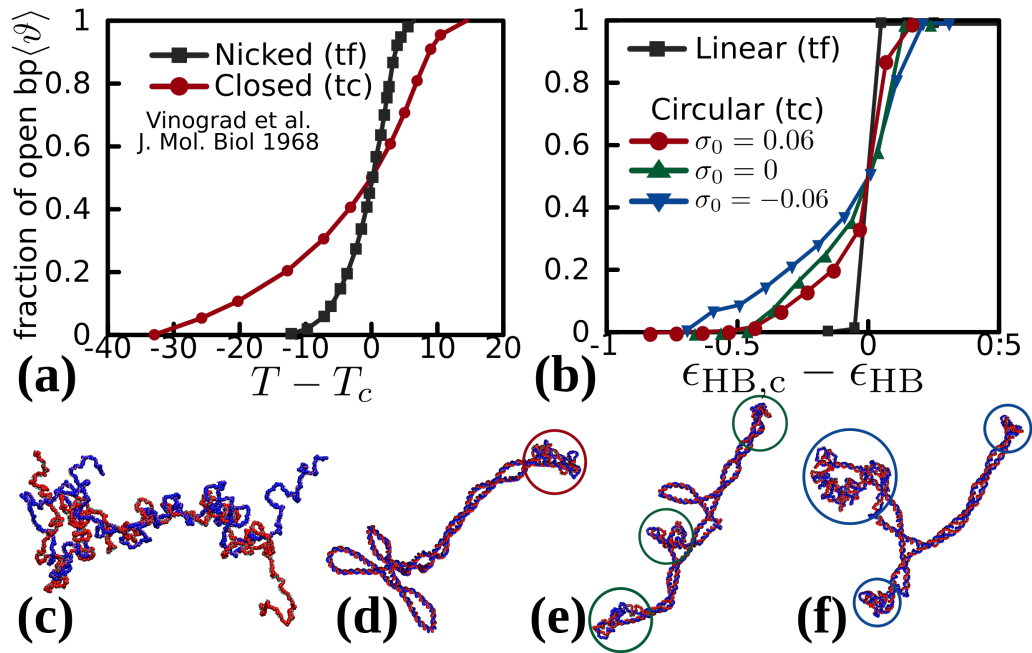 fraction of open bp⟨ϑ⟩
1
0.8
0.6
0.4
0.2
0
Nicked (tf)
Closed (tc)
Vinograd et al.
J. Mol. Biol 1968
-40 -30 -20 -10 0 10 20
T − T_c
(a)
1
0.8
0.6
0.4
0.2
0
Linear (tf)
Circular (tc)
σ₀ = 0.06
σ₀ = 0
σ₀ = −0.06
-1 -0.5 0 0.5
ϵ_HB,c − ϵ_HB
(b)
(c)
(d)
(e)
(f)